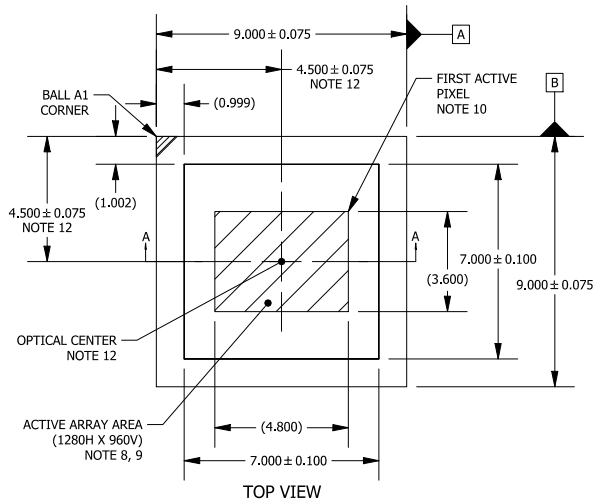 9.000 ± 0.075
A
4.500 ± 0.075
NOTE 12
FIRST ACTIVE
PIXEL
NOTE 10
B
BALL A1
CORNER
(0.999)
(1.002)
4.500 ± 0.075
NOTE 12
A
A
7.000 ± 0.100
(3.600)
9.000 ± 0.075
OPTICAL CENTER
NOTE 12
ACTIVE ARRAY AREA
(1280H X 960V)
NOTE 8, 9
(4.800)
7.000 ± 0.100
TOP VIEW